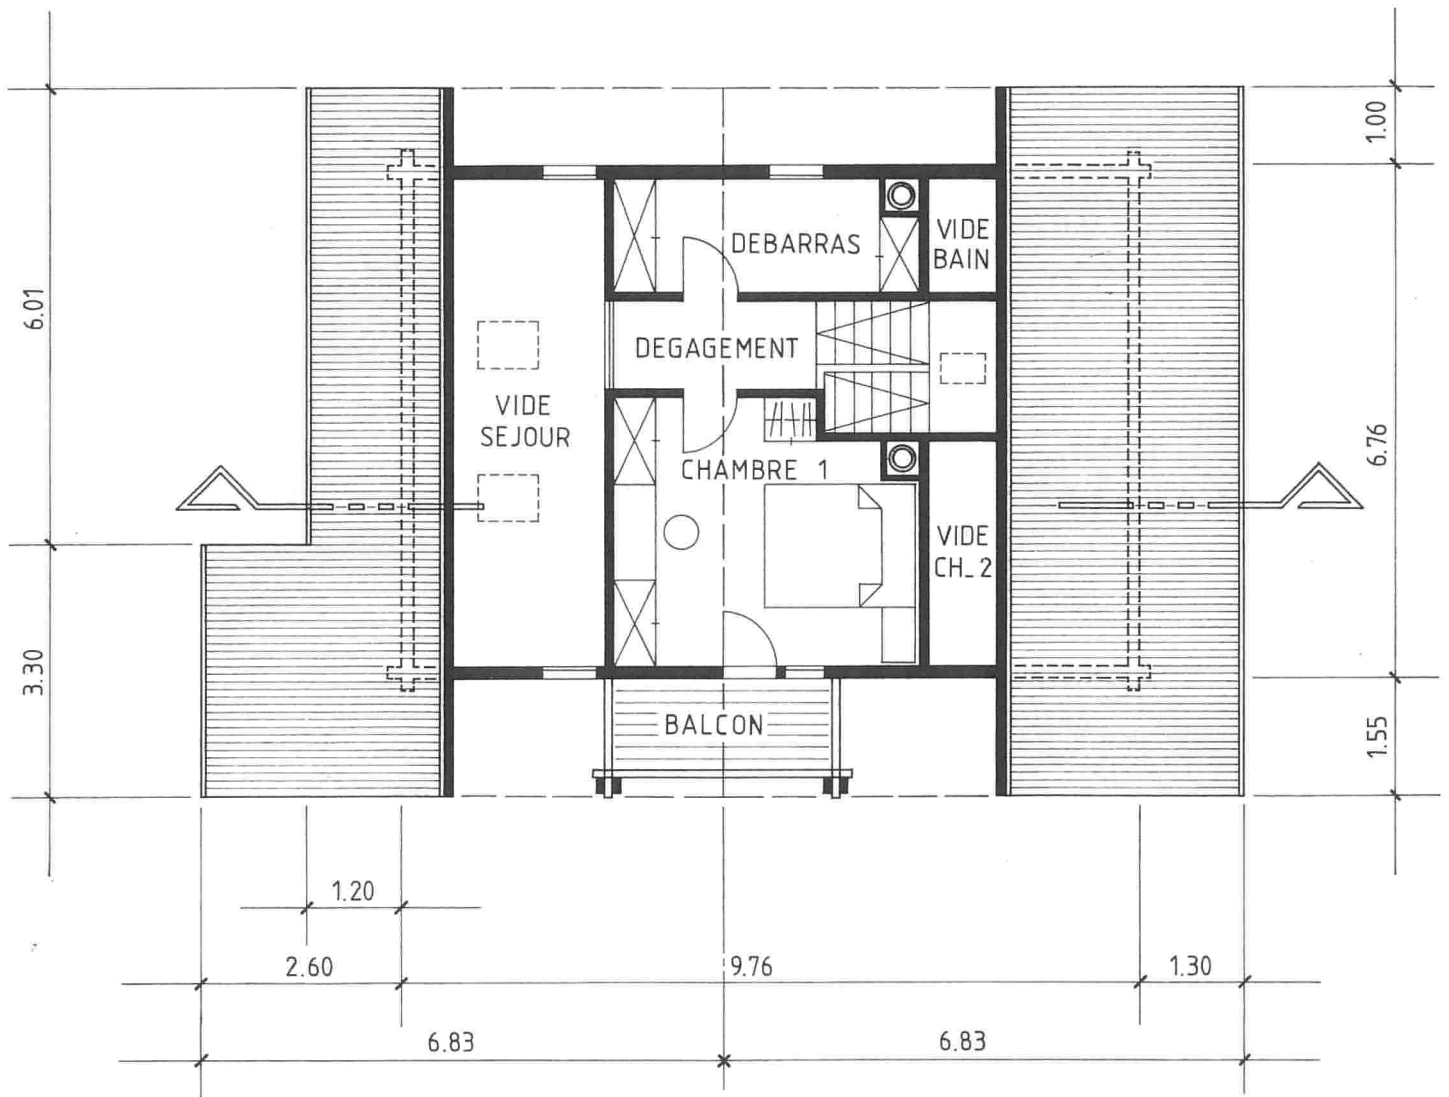 1.00
6.01
DEBARRAS
VIDE
BAIN
DEGAGEMENT
VIDE
SEJOUR
6.76
CHAMBRE 1
VIDE
CH_2
3.30
BALCON
1.55
1.20
2.60
9.76
1.30
6.83
6.83